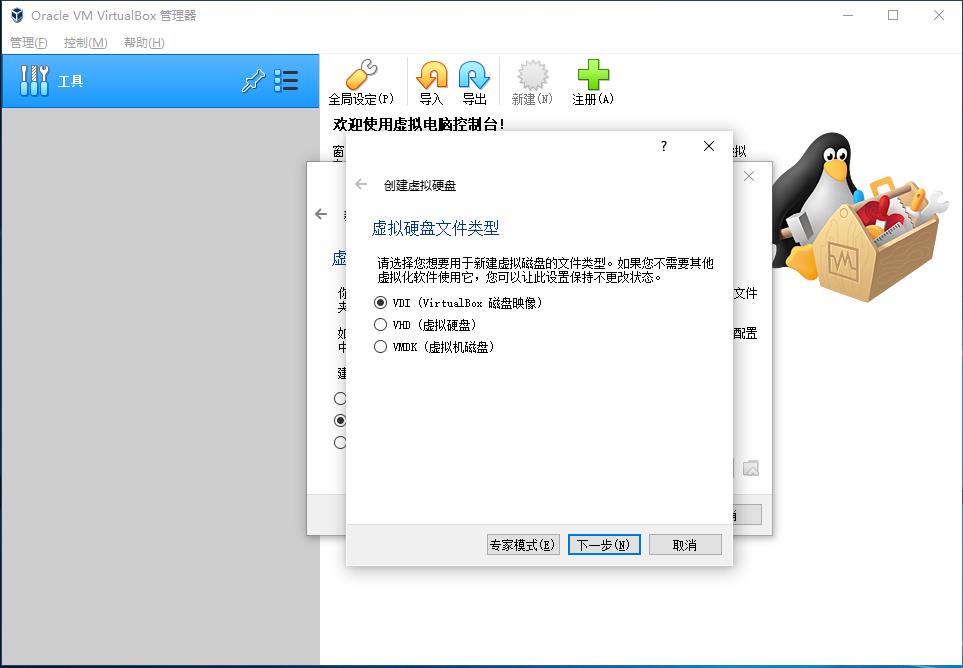 Oracle VM VirtualBox 管理器
管理(F) 控制(M) 帮助(H)
工具
全局设定(P) 导入 导出 新建(N) 注册(A)
欢迎使用虚拟电脑控制台!
?
创建虚拟硬盘
虚拟硬盘文件类型
请选择您想要用于新建虚拟磁盘的文件类型。如果您不需要其他
虚拟化软件使用它，您可以让此设置保持不更改状态。
VDI (VirtualBox 磁盘映像)
VHD (虚拟硬盘)
VMDK (虚拟机磁盘)
专家模式(E) 下一步(N) 取消
窗
拟
虚
你
文件
夹
如
配置
中
建